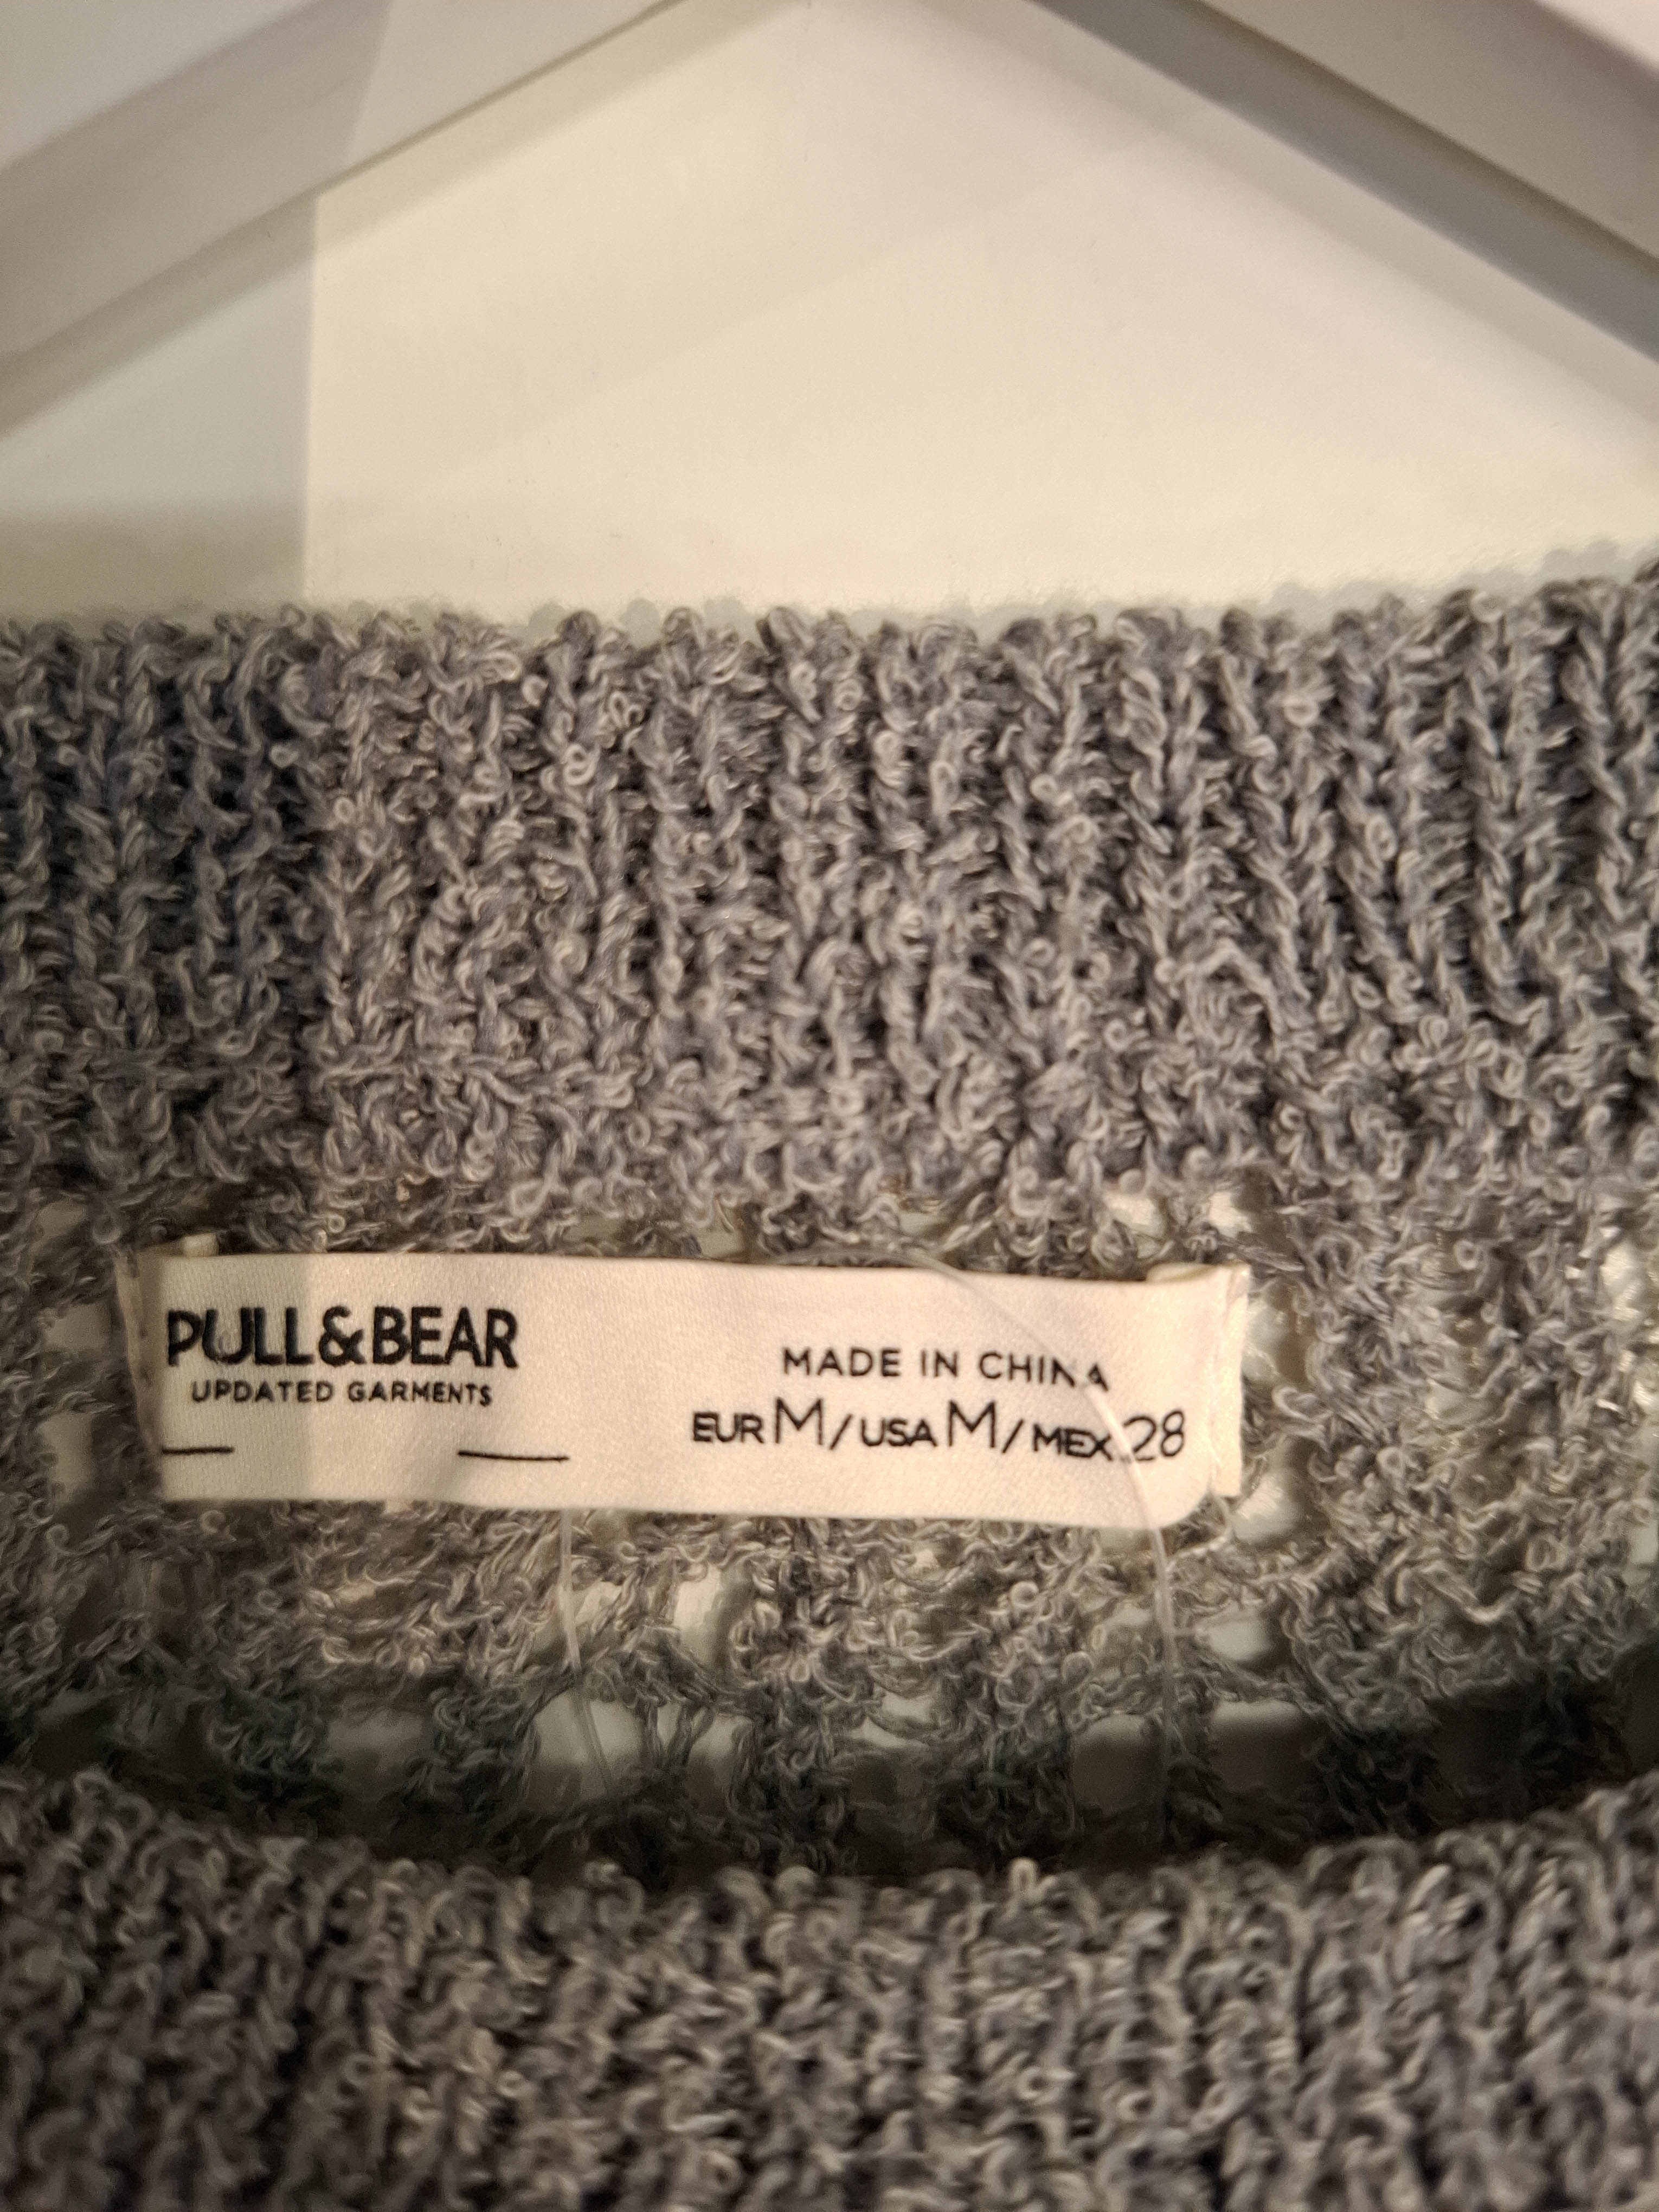 PULL&BEAR
UPDATED GARMENTS
MADE IN CHINA
EUR M/USA M/MEX 28